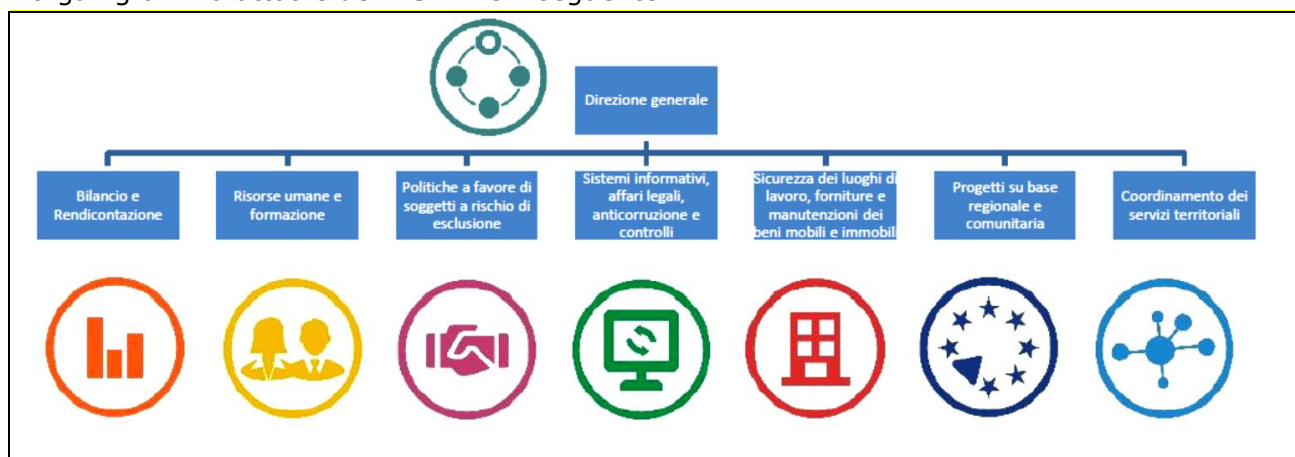 Direzione generale
Bilancio e
Rendicontazione
Risorse umane e
formazione
Politiche a favore di
soggetti a rischio di
esclusione
Sistemi informativi,
affari legali,
anticorruzione e
controlli
Sicurezza dei luoghi di
lavoro, forniture e
manutenzioni dei
beni mobili e immobili
Progetti su base
regionale e
comunitaria
Coordinamento dei
servizi territoriali